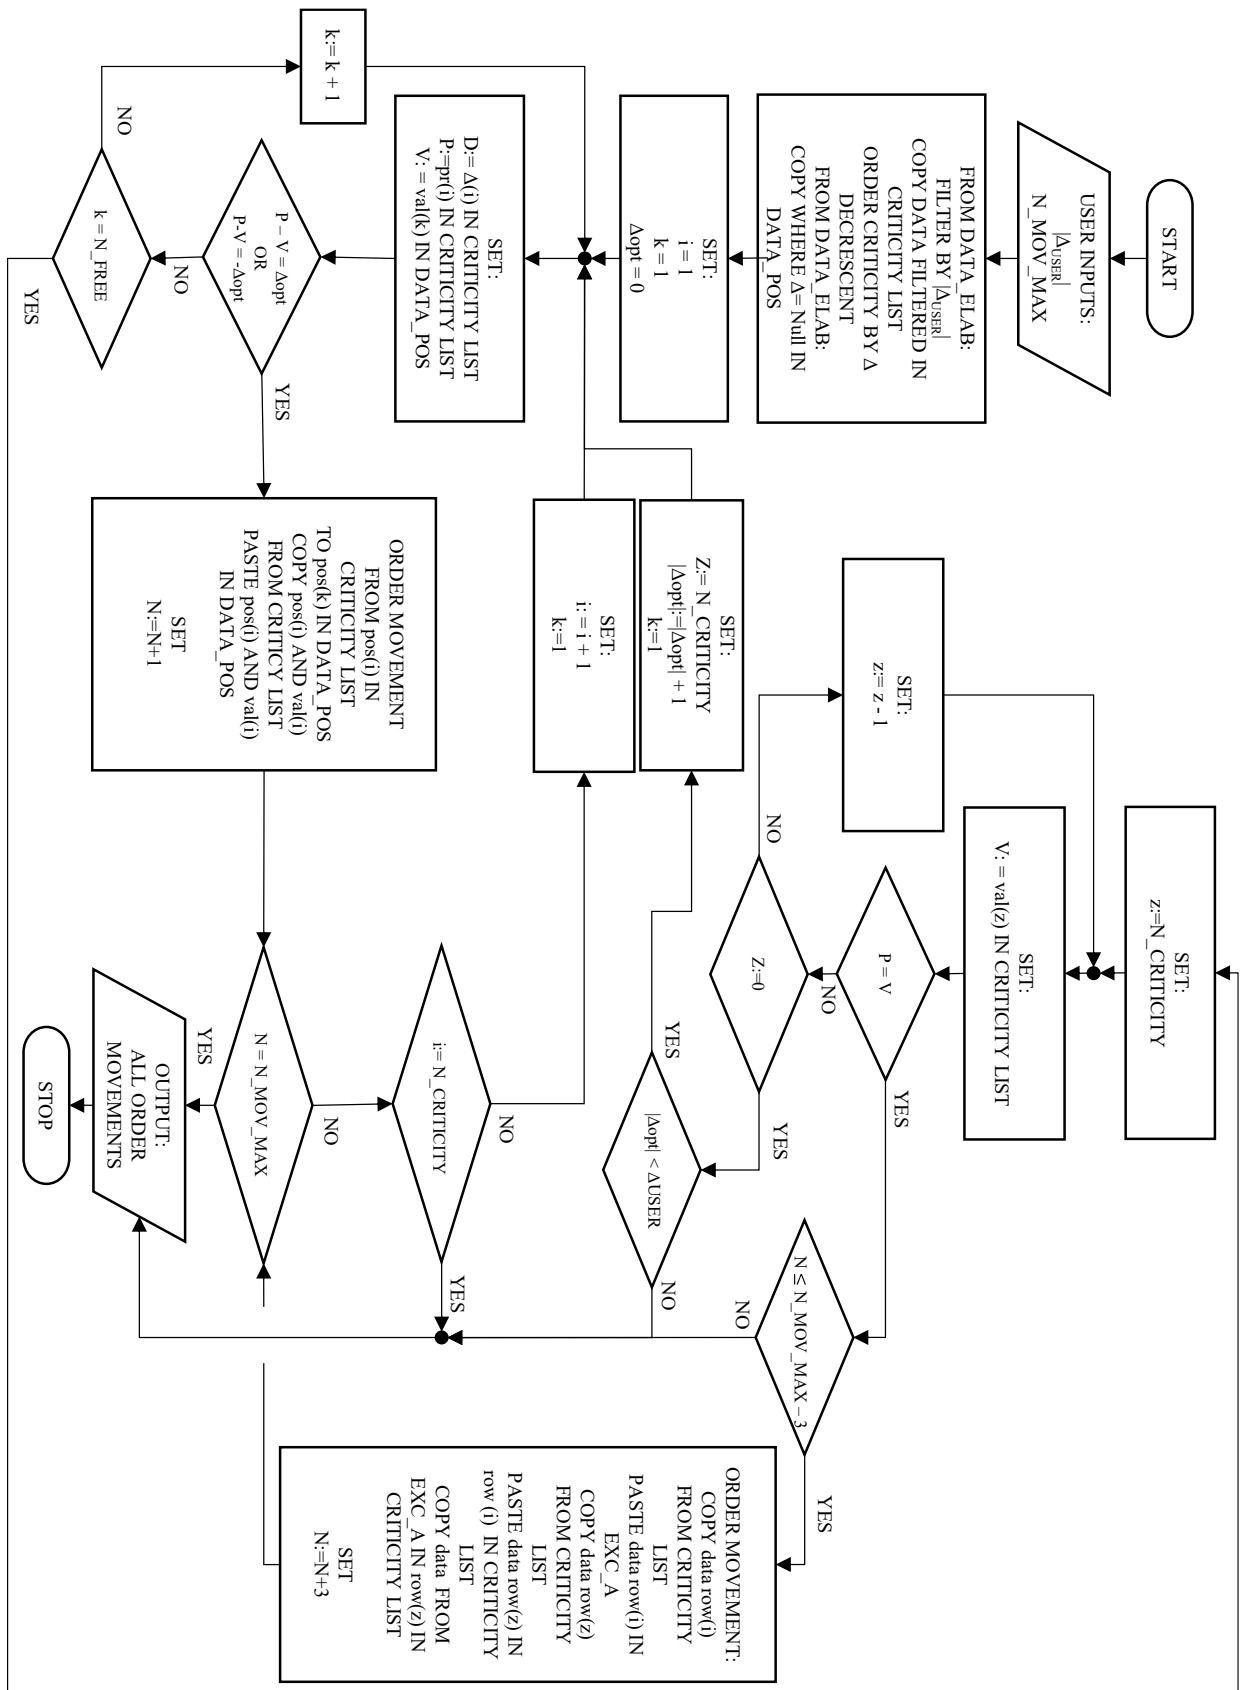 START
USER INPUTS:
|Δ_USER|
N_MOV_MAX
FROM DATA_ELAB:
FILTER BY |Δ_USER|
COPY DATA FILTERED IN
CRITICITY LIST
ORDER CRITICITY BY Δ
DECRESCENT
FROM DATA_ELAB:
COPY WHERE Δ= Null IN
DATA_POS
SET:
i = 1
k = 1
Δopt = 0
k:= k + 1
SET:
D:= Δ(i) IN CRITICITY LIST
P:=pr(i) IN CRITICITY LIST
V: = val(k) IN DATA_POS
P – V = Δopt
OR
P-V = -Δopt
NO
YES
k = N_FREE
NO
YES
ORDER MOVEMENT
FROM pos(i) IN
CRITICITY LIST
TO pos(k) IN DATA_POS
COPY pos(i) AND val(i)
FROM CRITICY LIST
PASTE pos(i) AND val(i)
IN DATA_POS
SET
N:=N+1
N = N_MOV_MAX
YES
NO
OUTPUT:
ALL ORDER
MOVEMENTS
STOP
i:= N_CRITICITY
NO
YES
SET:
i: = i + 1
k:=1
SET:
Z:= N_CRITICITY
|Δopt|:=|Δopt| + 1
k:=1
SET:
z:=N_CRITICITY
SET:
V: = val(z) IN CRITICITY LIST
P = V
NO
YES
Z:=0
NO
YES
SET:
z:= z - 1
|Δopt| < ΔUSER
YES
NO
N ≤ N_MOV_MAX – 3
NO
YES
ORDER MOVEMENT:
COPY data row(i)
FROM CRITICITY
LIST
PASTE data row(i) IN
EXC_A
COPY data row(z)
FROM CRITICITY
LIST
PASTE data row(z) IN
row (i) IN CRITICITY
LIST
COPY data FROM
EXC_A IN row(z) IN
CRITICITY LIST
SET
N:=N+3